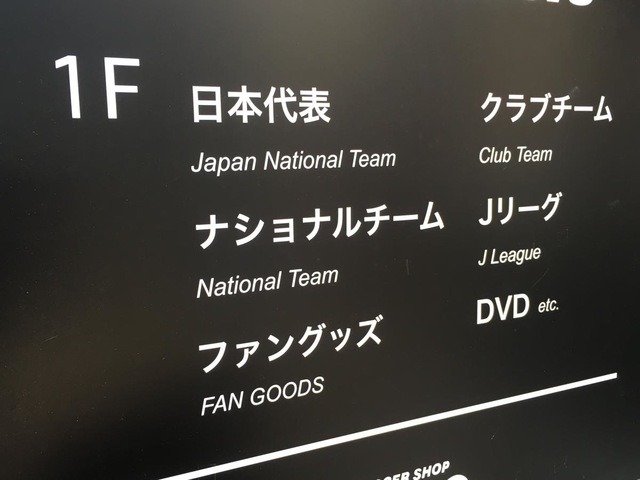 1F
日本代表
Japan National Team
ナショナルチーム
National Team
ファングッズ
FAN GOODS
クラブチーム
Club Team
Jリーグ
J League
DVD etc.
SHOP